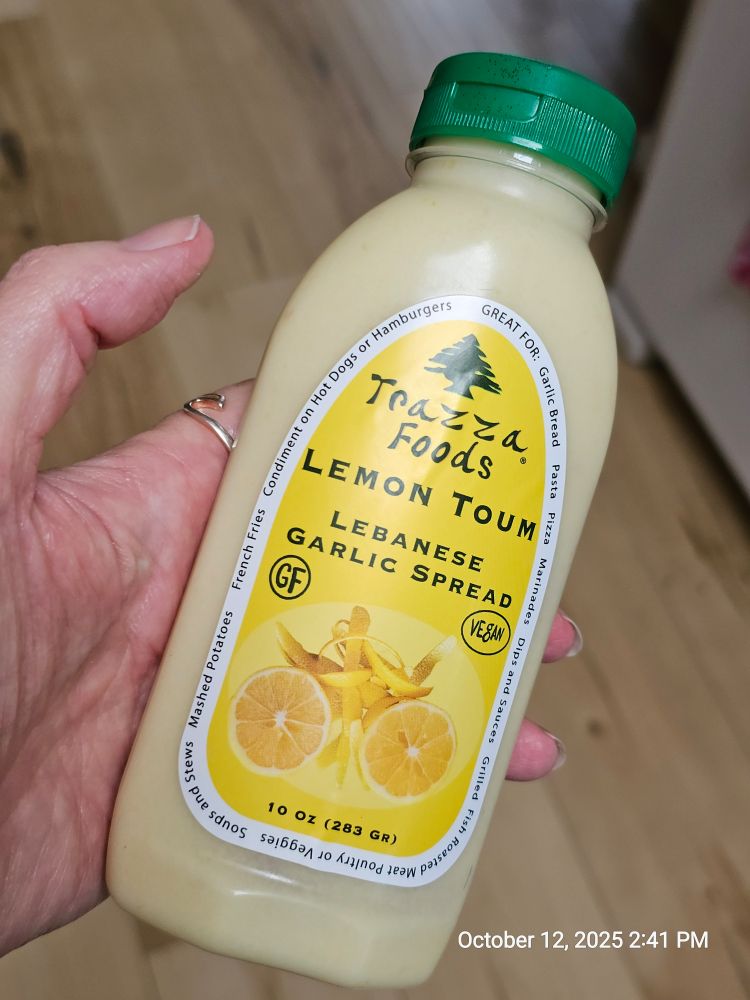 Trazza
Foods®
LEMON TOUM
LEBANESE
GARLIC SPREAD
GF
VEGAN
10 OZ (283 GR)
GREAT FOR: Garlic Bread Pasta Pizza Marinades Dips and Sauces Grilled Fish Roasted Meat Poultry or Veggies Soups and Stews Mashed Potatoes French Fries Condiment on Hot Dogs or Hamburgers
October 12, 2025 2:41 PM